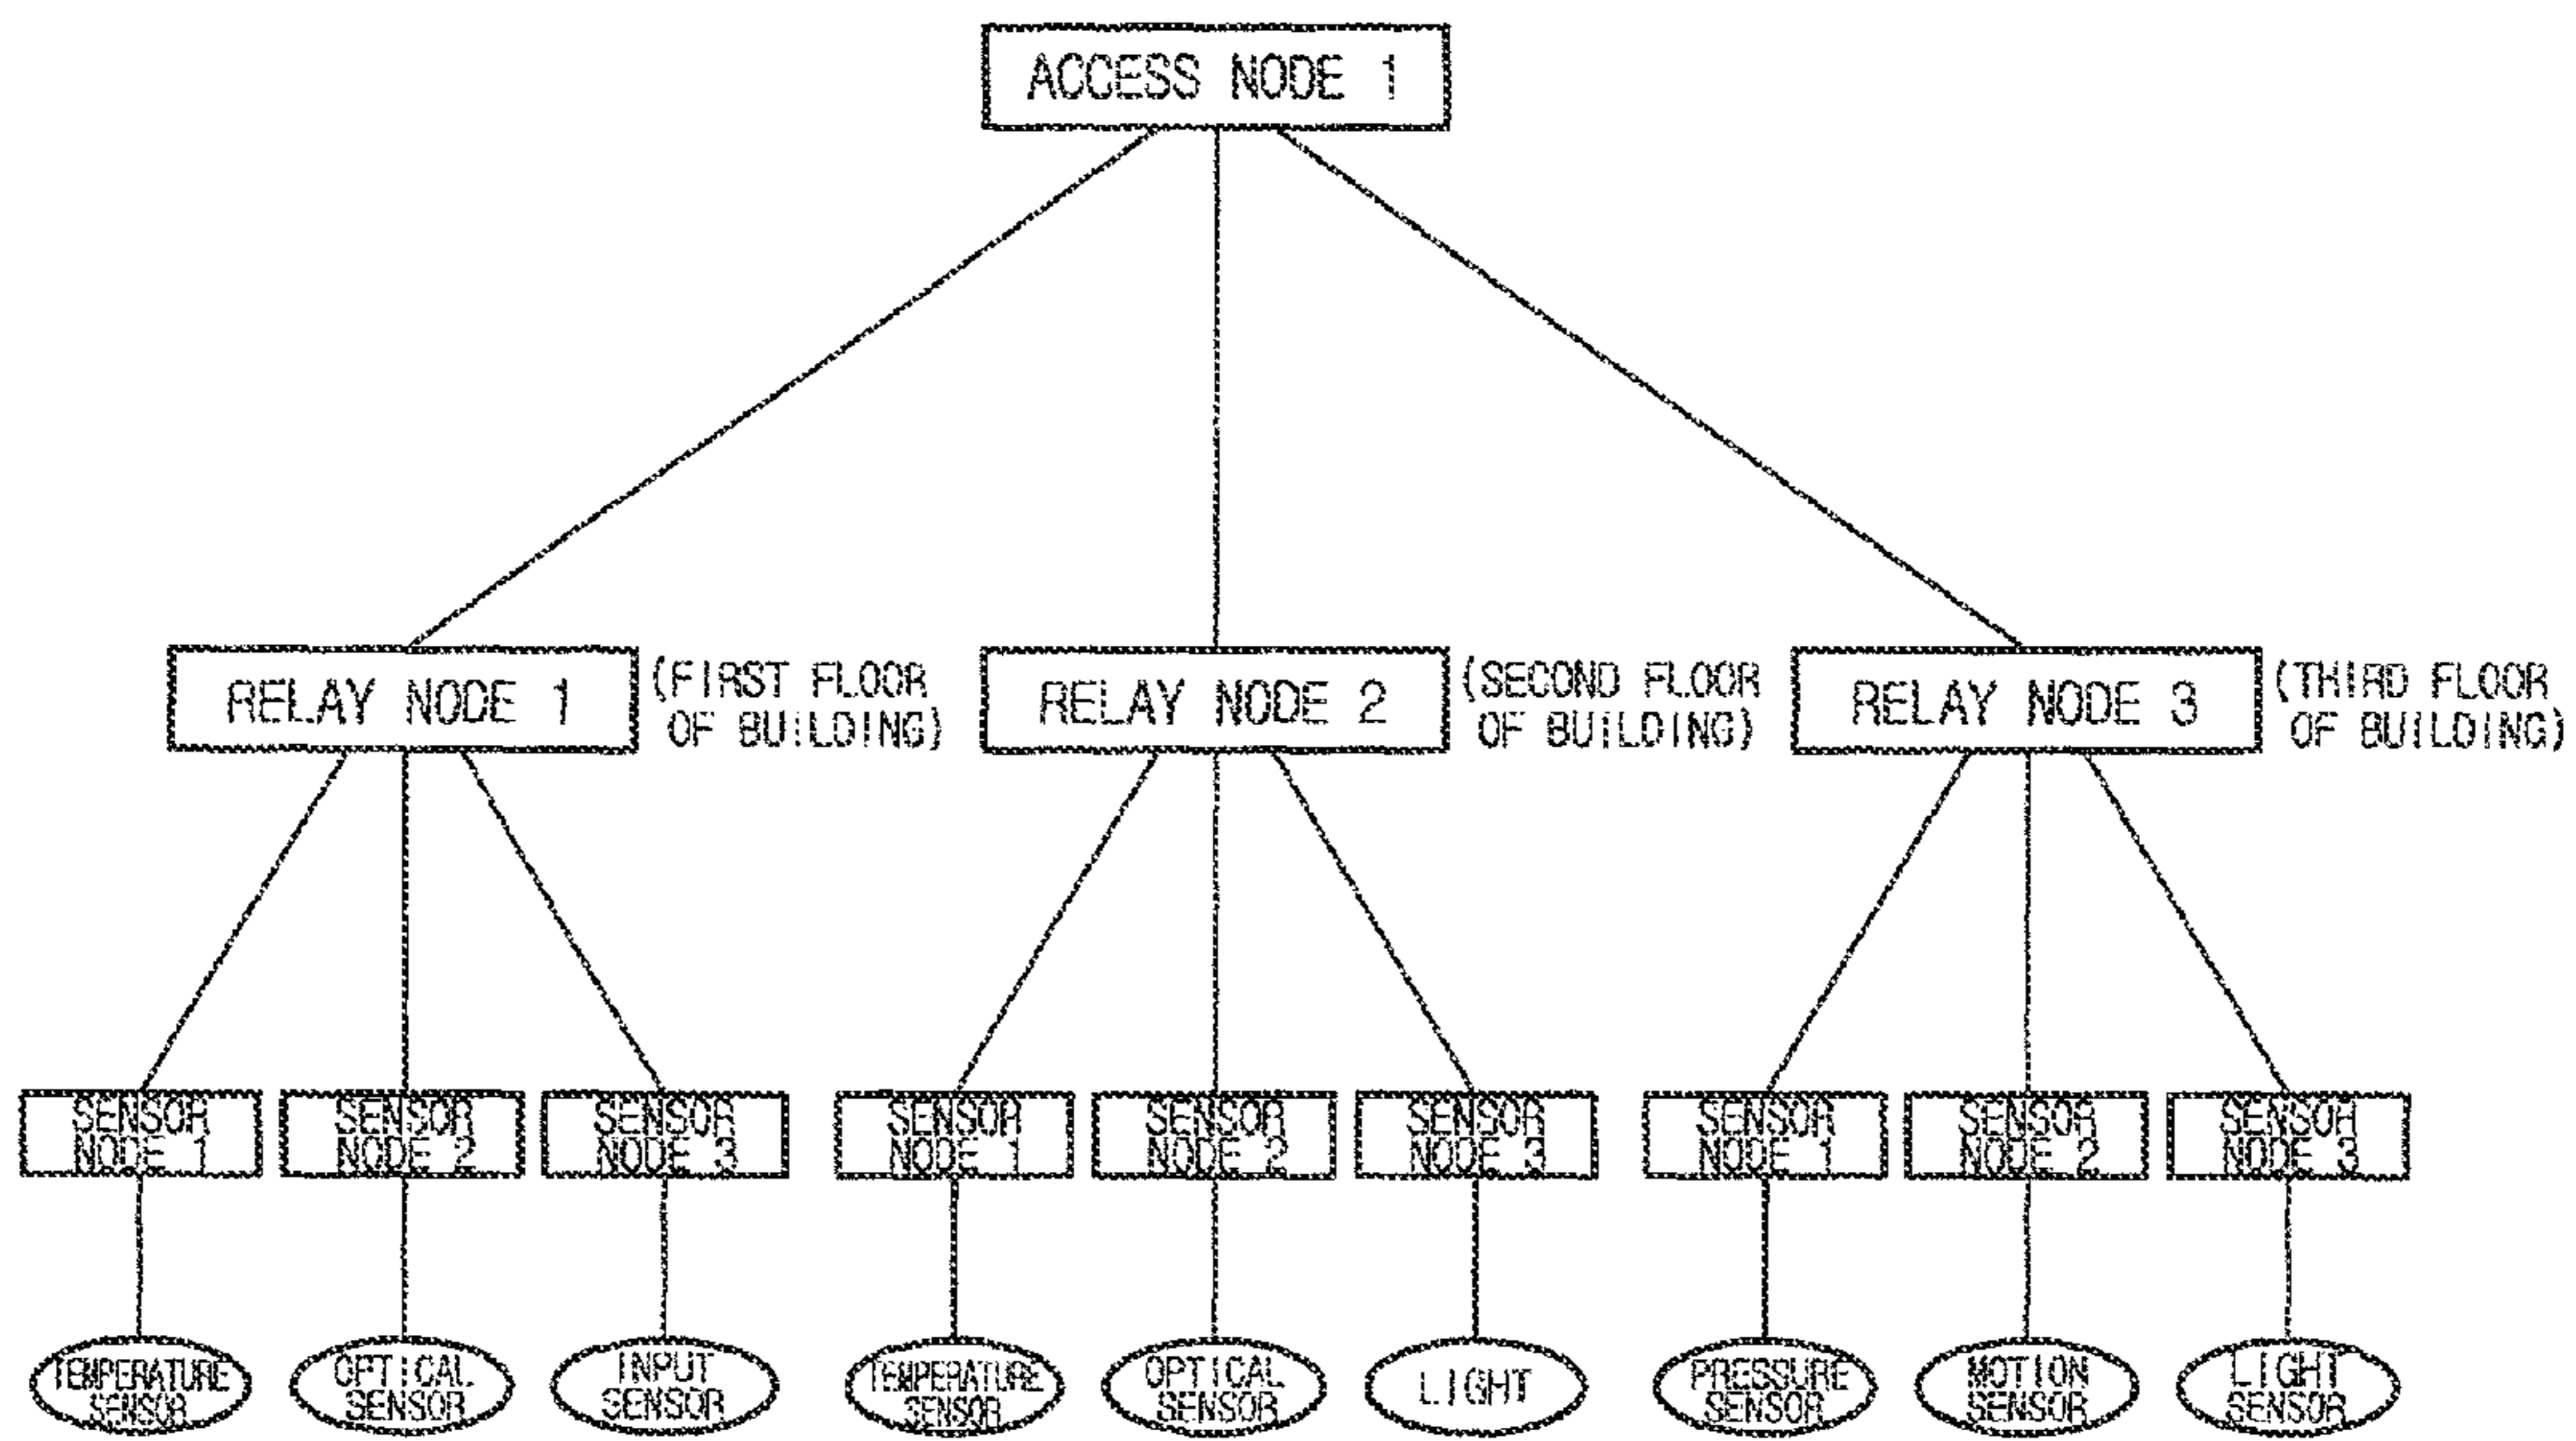 ACCESS NODE 1
RELAY NODE 1
(FIRST FLOOR
OF BUILDING)
RELAY NODE 2
(SECOND FLOOR
OF BUILDING)
RELAY NODE 3
(THIRD FLOOR
OF BUILDING)
SENSOR
NODE 1
SENSOR
NODE 2
SENSOR
NODE 3
SENSOR
NODE 1
SENSOR
NODE 2
SENSOR
NODE 3
SENSOR
NODE 1
SENSOR
NODE 2
SENSOR
NODE 3
TEMPERATURE
SENSOR
OPTICAL
SENSOR
INPUT
SENSOR
TEMPERATURE
SENSOR
OPTICAL
SENSOR
LIGHT
PRESSURE
SENSOR
MOTION
SENSOR
LIGHT
SENSOR